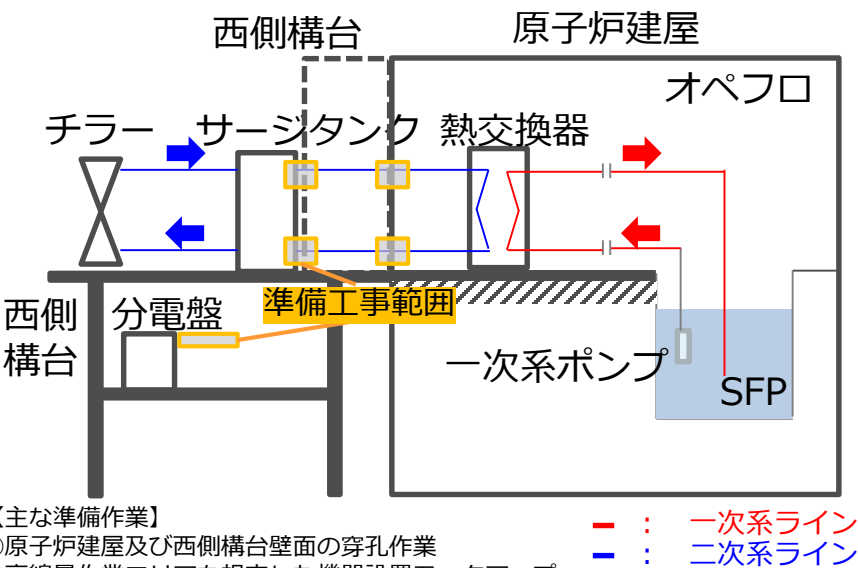 西側構台
原子炉建屋
オペフロ
チラー
サージタンク
熱交換器
準備工事範囲
西側
構台
分電盤
一次系ポンプ
SFP
【主な準備作業】
原子炉建屋及び西側構台壁面の穿孔作業
ー : 一次系ライン
ー : 二次系ライン